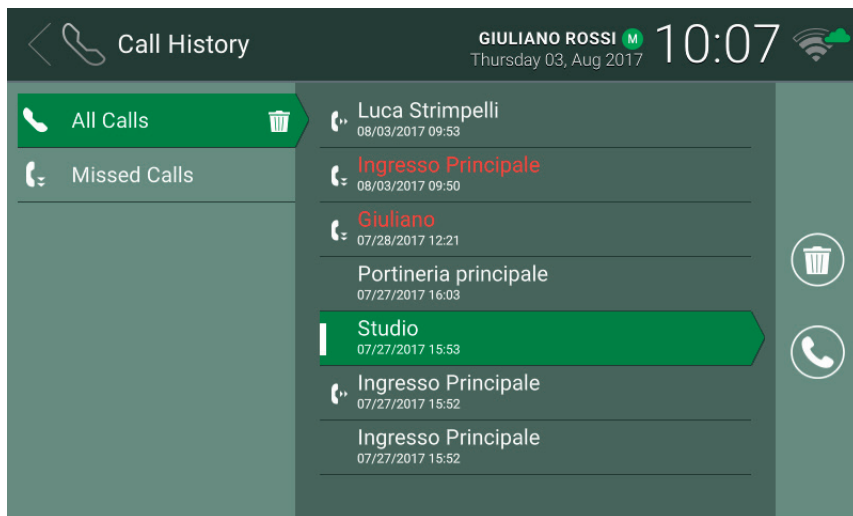 Call History
GIULIANO ROSSI M
Thursday 03, Aug 2017
10:07
All Calls
Missed Calls
Luca Strimpelli
08/03/2017 09:53
Ingresso Principale
08/03/2017 09:50
Giuliano
07/28/2017 12:21
Portineria principale
07/27/2017 16:03
Studio
07/27/2017 15:53
Ingresso Principale
07/27/2017 15:52
Ingresso Principale
07/27/2017 15:52